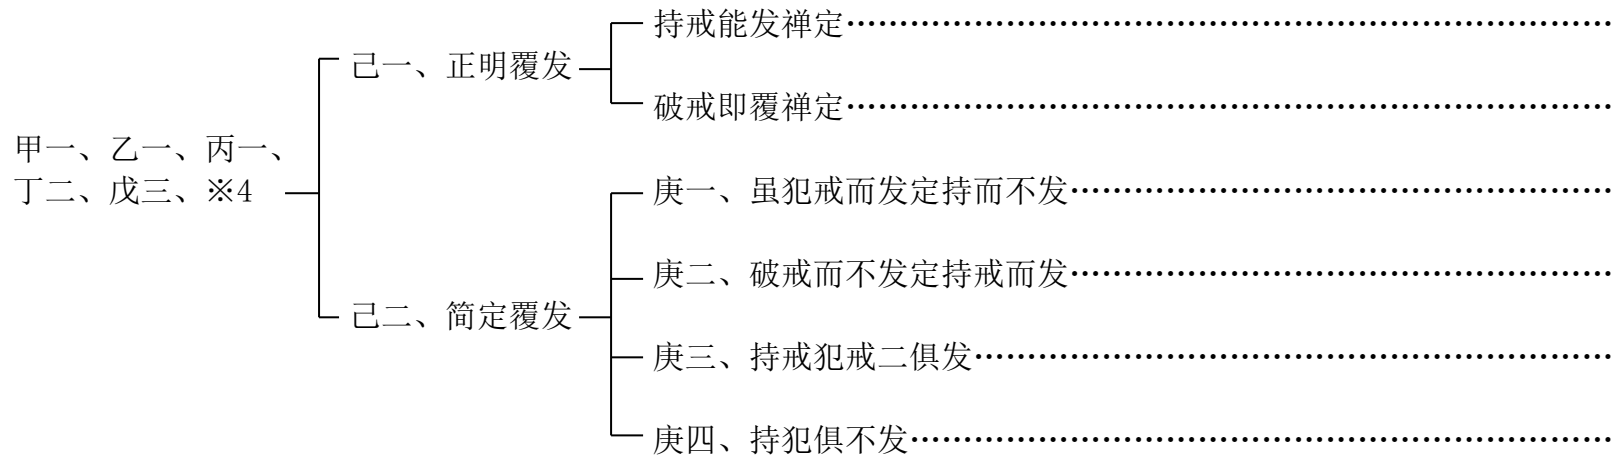 持戒能发禅定……………………………………
己一、正明覆发
破戒即覆禅定……………………………………
甲一、乙一、丙一、
丁二、戊三、※4
庚一、虽犯戒而发定持而不发…………………………
庚二、破戒而不发定持戒而发…………………………
己二、简定覆发
庚三、持戒犯戒二俱发………………………………
庚四、持犯俱不发…………………………………